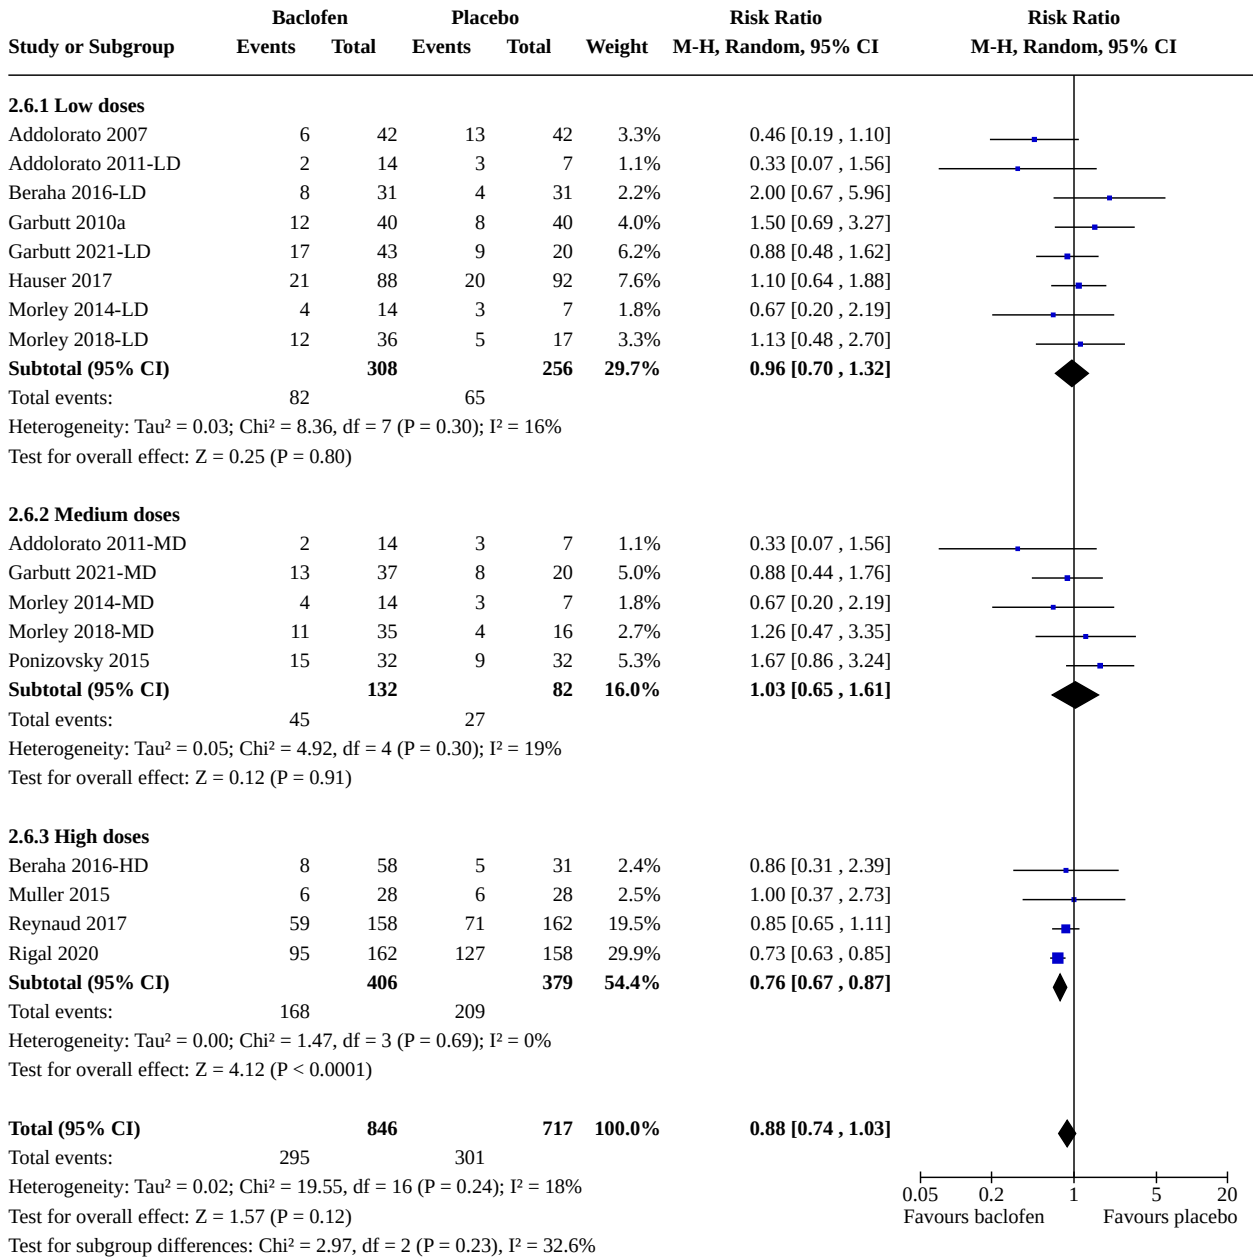 Baclofen Placebo Risk Ratio Risk Ratio
Study or Subgroup Events Total Events Total Weight M-H, Random, 95% CI M-H, Random, 95% CI
2.6.1 Low doses
Addolorato 2007 6 42 13 42 3.3% 0.46 [0.19 , 1.10]
Addolorato 2011-LD 2 14 3 7 1.1% 0.33 [0.07 , 1.56]
Beraha 2016-LD 8 31 4 31 2.2% 2.00 [0.67 , 5.96]
Garbutt 2010a 12 40 8 40 4.0% 1.50 [0.69 , 3.27]
Garbutt 2021-LD 17 43 9 20 6.2% 0.88 [0.48 , 1.62]
Hauser 2017 21 88 20 92 7.6% 1.10 [0.64 , 1.88]
Morley 2014-LD 4 14 3 7 1.8% 0.67 [0.20 , 2.19]
Morley 2018-LD 12 36 5 17 3.3% 1.13 [0.48 , 2.70]
Subtotal (95% CI) 308 256 29.7% 0.96 [0.70 , 1.32]
Total events: 82 65
Heterogeneity: Tau² = 0.03; Chi² = 8.36, df = 7 (P = 0.30); I² = 16%
Test for overall effect: Z = 0.25 (P = 0.80)
2.6.2 Medium doses
Addolorato 2011-MD 2 14 3 7 1.1% 0.33 [0.07 , 1.56]
Garbutt 2021-MD 13 37 8 20 5.0% 0.88 [0.44 , 1.76]
Morley 2014-MD 4 14 3 7 1.8% 0.67 [0.20 , 2.19]
Morley 2018-MD 11 35 4 16 2.7% 1.26 [0.47 , 3.35]
Ponizovsky 2015 15 32 9 32 5.3% 1.67 [0.86 , 3.24]
Subtotal (95% CI) 132 82 16.0% 1.03 [0.65 , 1.61]
Total events: 45 27
Heterogeneity: Tau² = 0.05; Chi² = 4.92, df = 4 (P = 0.30); I² = 19%
Test for overall effect: Z = 0.12 (P = 0.91)
2.6.3 High doses
Beraha 2016-HD 8 58 5 31 2.4% 0.86 [0.31 , 2.39]
Muller 2015 6 28 6 28 2.5% 1.00 [0.37 , 2.73]
Reynaud 2017 59 158 71 162 19.5% 0.85 [0.65 , 1.11]
Rigal 2020 95 162 127 158 29.9% 0.73 [0.63 , 0.85]
Subtotal (95% CI) 406 379 54.4% 0.76 [0.67 , 0.87]
Total events: 168 209
Heterogeneity: Tau² = 0.00; Chi² = 1.47, df = 3 (P = 0.69); I² = 0%
Test for overall effect: Z = 4.12 (P < 0.0001)
Total (95% CI) 846 717 100.0% 0.88 [0.74 , 1.03]
Total events: 295 301
Heterogeneity: Tau² = 0.02; Chi² = 19.55, df = 16 (P = 0.24); I² = 18%
0.05 0.2 1 5 20
Test for overall effect: Z = 1.57 (P = 0.12)
Favours baclofen Favours placebo
Test for subgroup differences: Chi² = 2.97, df = 2 (P = 0.23), I² = 32.6%